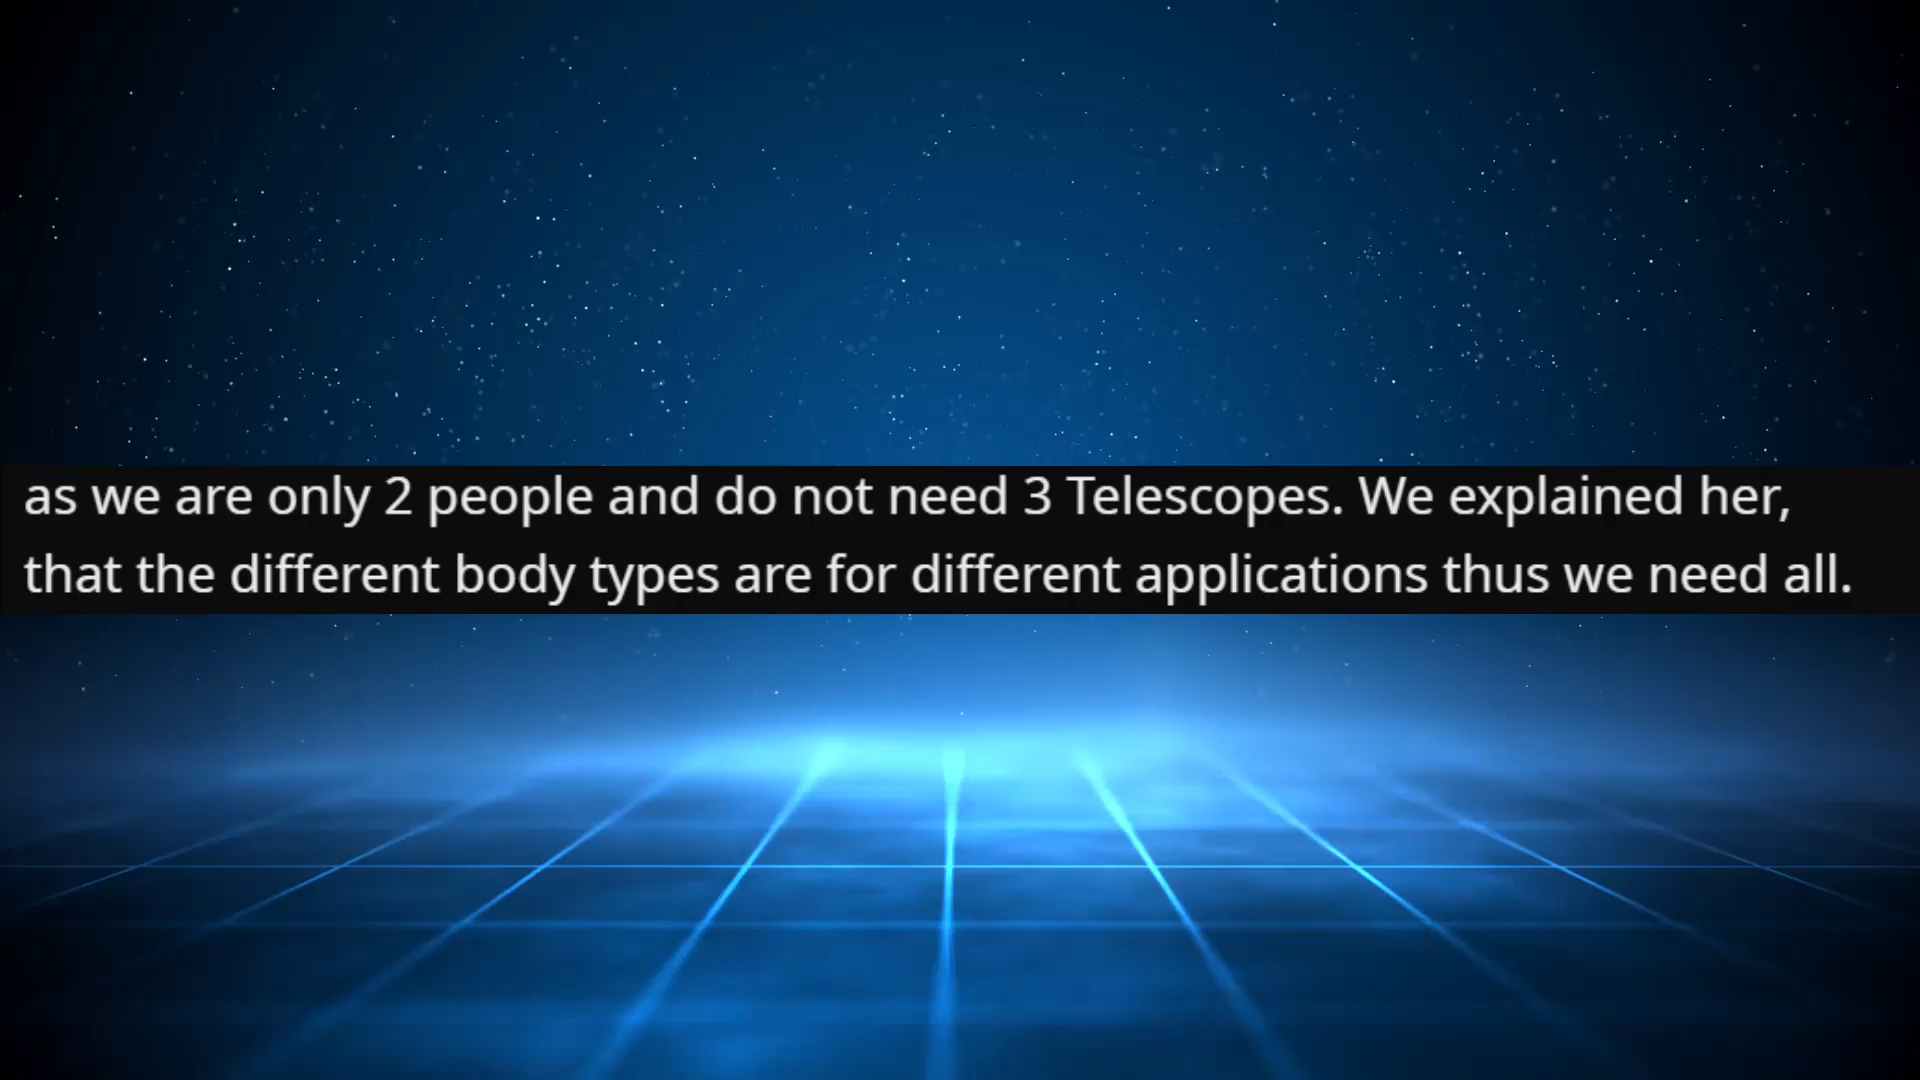 as we are only 2 people and do not need 3 Telescopes. We explained her,
that the different body types are for different applications thus we need all.